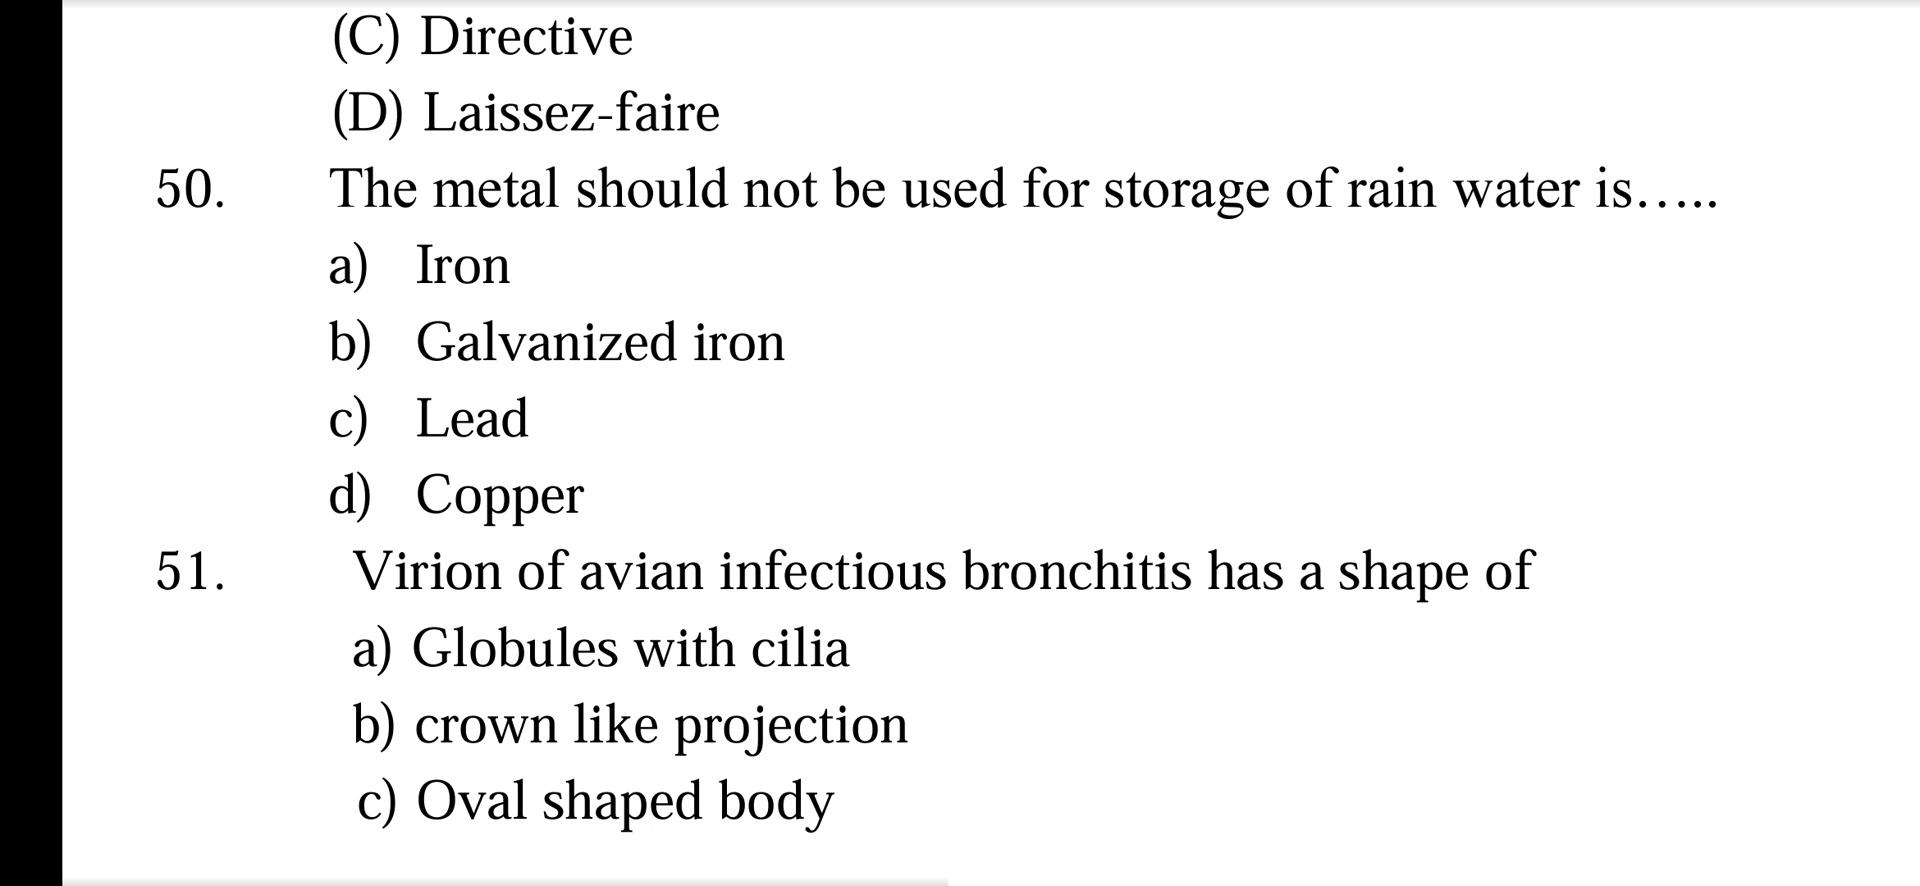 (C) Directive
(D) Laissez-faire
50. The metal should not be used for storage of rain water is…..
a) Iron
b) Galvanized iron
c) Lead
d) Copper
51. Virion of avian infectious bronchitis has a shape of
a) Globules with cilia
b) crown like projection
c) Oval shaped body